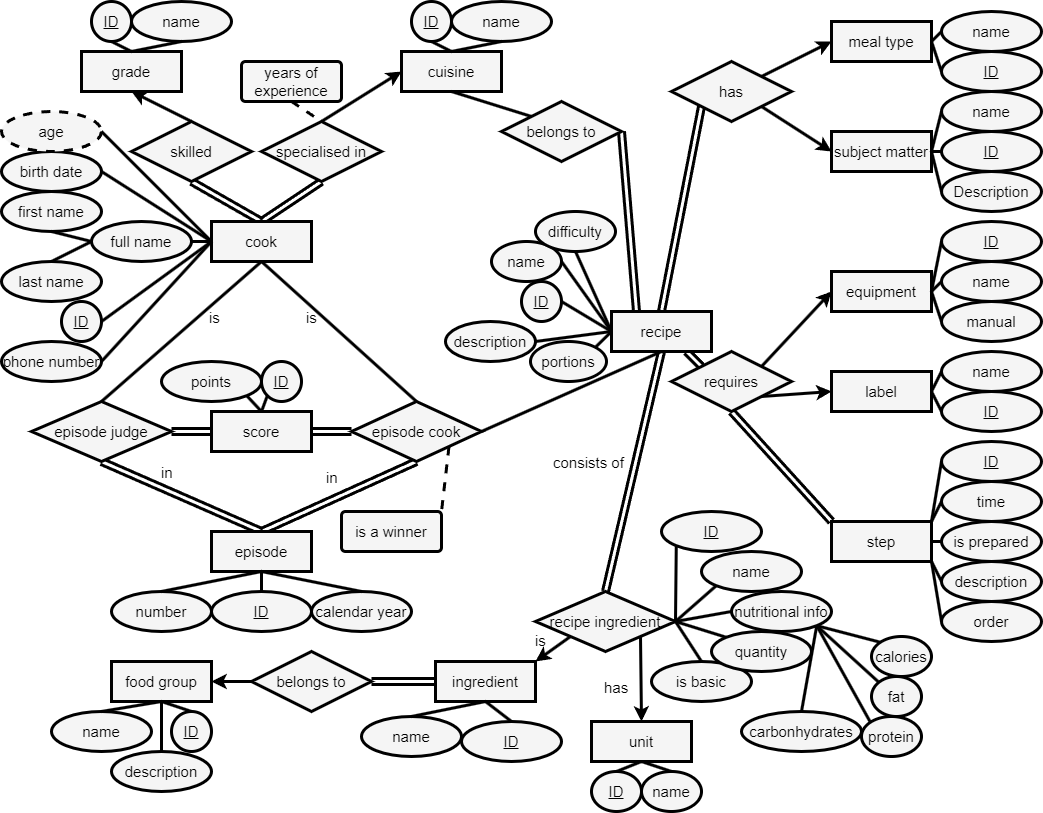 ID
name
ID
name
name
meal type
ID
grade
years of
experience
cuisine
has
name
age
skilled
specialised in
belongs to
subject matter
ID
birth date
Description
first name
full name
cook
difficulty
ID
last name
name
equipment
name
ID
is
is
ID
recipe
manual
phone number
description
portions
points
ID
requires
label
name
ID
episode judge
score
episode cook
in
in
consists of
ID
time
is a winner
is prepared
step
episode
ID
name
description
number
ID
calendar year
nutritional info
order
recipe ingredient
is
quantity
calories
food group
belongs to
ingredient
has
is basic
fat
name
ID
name
ID
unit
carbonhydrates
protein
description
ID
name